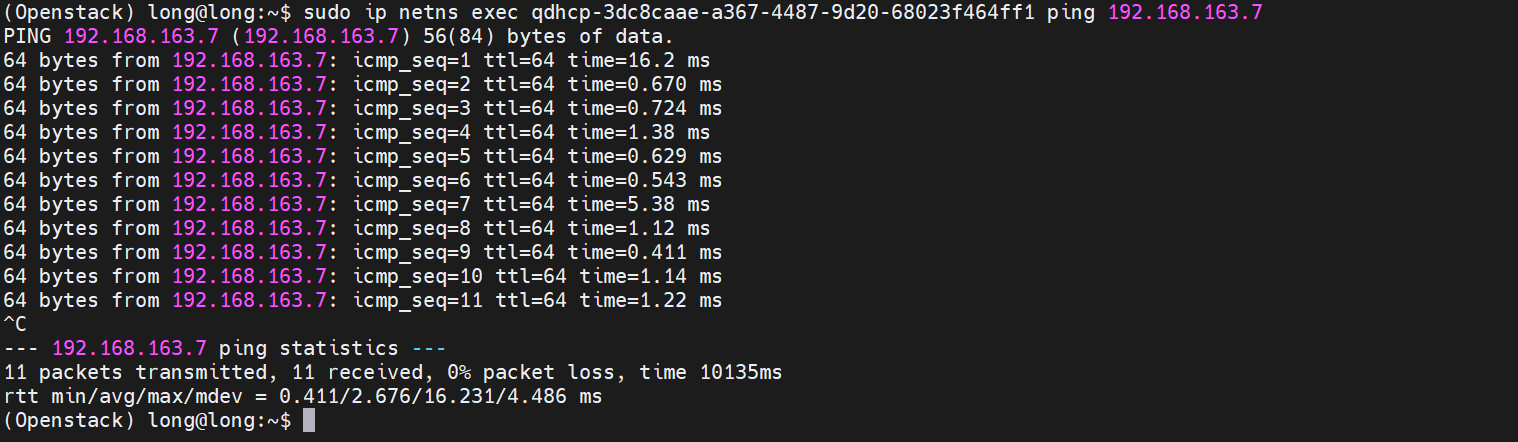 (Openstack) long@long:~$ sudo ip netns exec qdhcp-3dc8caae-a367-4487-9d20-68023f464ff1 ping 192.168.163.7
PING 192.168.163.7 (192.168.163.7) 56(84) bytes of data.
64 bytes from 192.168.163.7: icmp_seq=1 ttl=64 time=16.2 ms
64 bytes from 192.168.163.7: icmp_seq=2 ttl=64 time=0.670 ms
64 bytes from 192.168.163.7: icmp_seq=3 ttl=64 time=0.724 ms
64 bytes from 192.168.163.7: icmp_seq=4 ttl=64 time=1.38 ms
64 bytes from 192.168.163.7: icmp_seq=5 ttl=64 time=0.629 ms
64 bytes from 192.168.163.7: icmp_seq=6 ttl=64 time=0.543 ms
64 bytes from 192.168.163.7: icmp_seq=7 ttl=64 time=5.38 ms
64 bytes from 192.168.163.7: icmp_seq=8 ttl=64 time=1.12 ms
64 bytes from 192.168.163.7: icmp_seq=9 ttl=64 time=0.411 ms
64 bytes from 192.168.163.7: icmp_seq=10 ttl=64 time=1.14 ms
64 bytes from 192.168.163.7: icmp_seq=11 ttl=64 time=1.22 ms
^C
--- 192.168.163.7 ping statistics ---
11 packets transmitted, 11 received, 0% packet loss, time 10135ms
rtt min/avg/max/mdev = 0.411/2.676/16.231/4.486 ms
(Openstack) long@long:~$